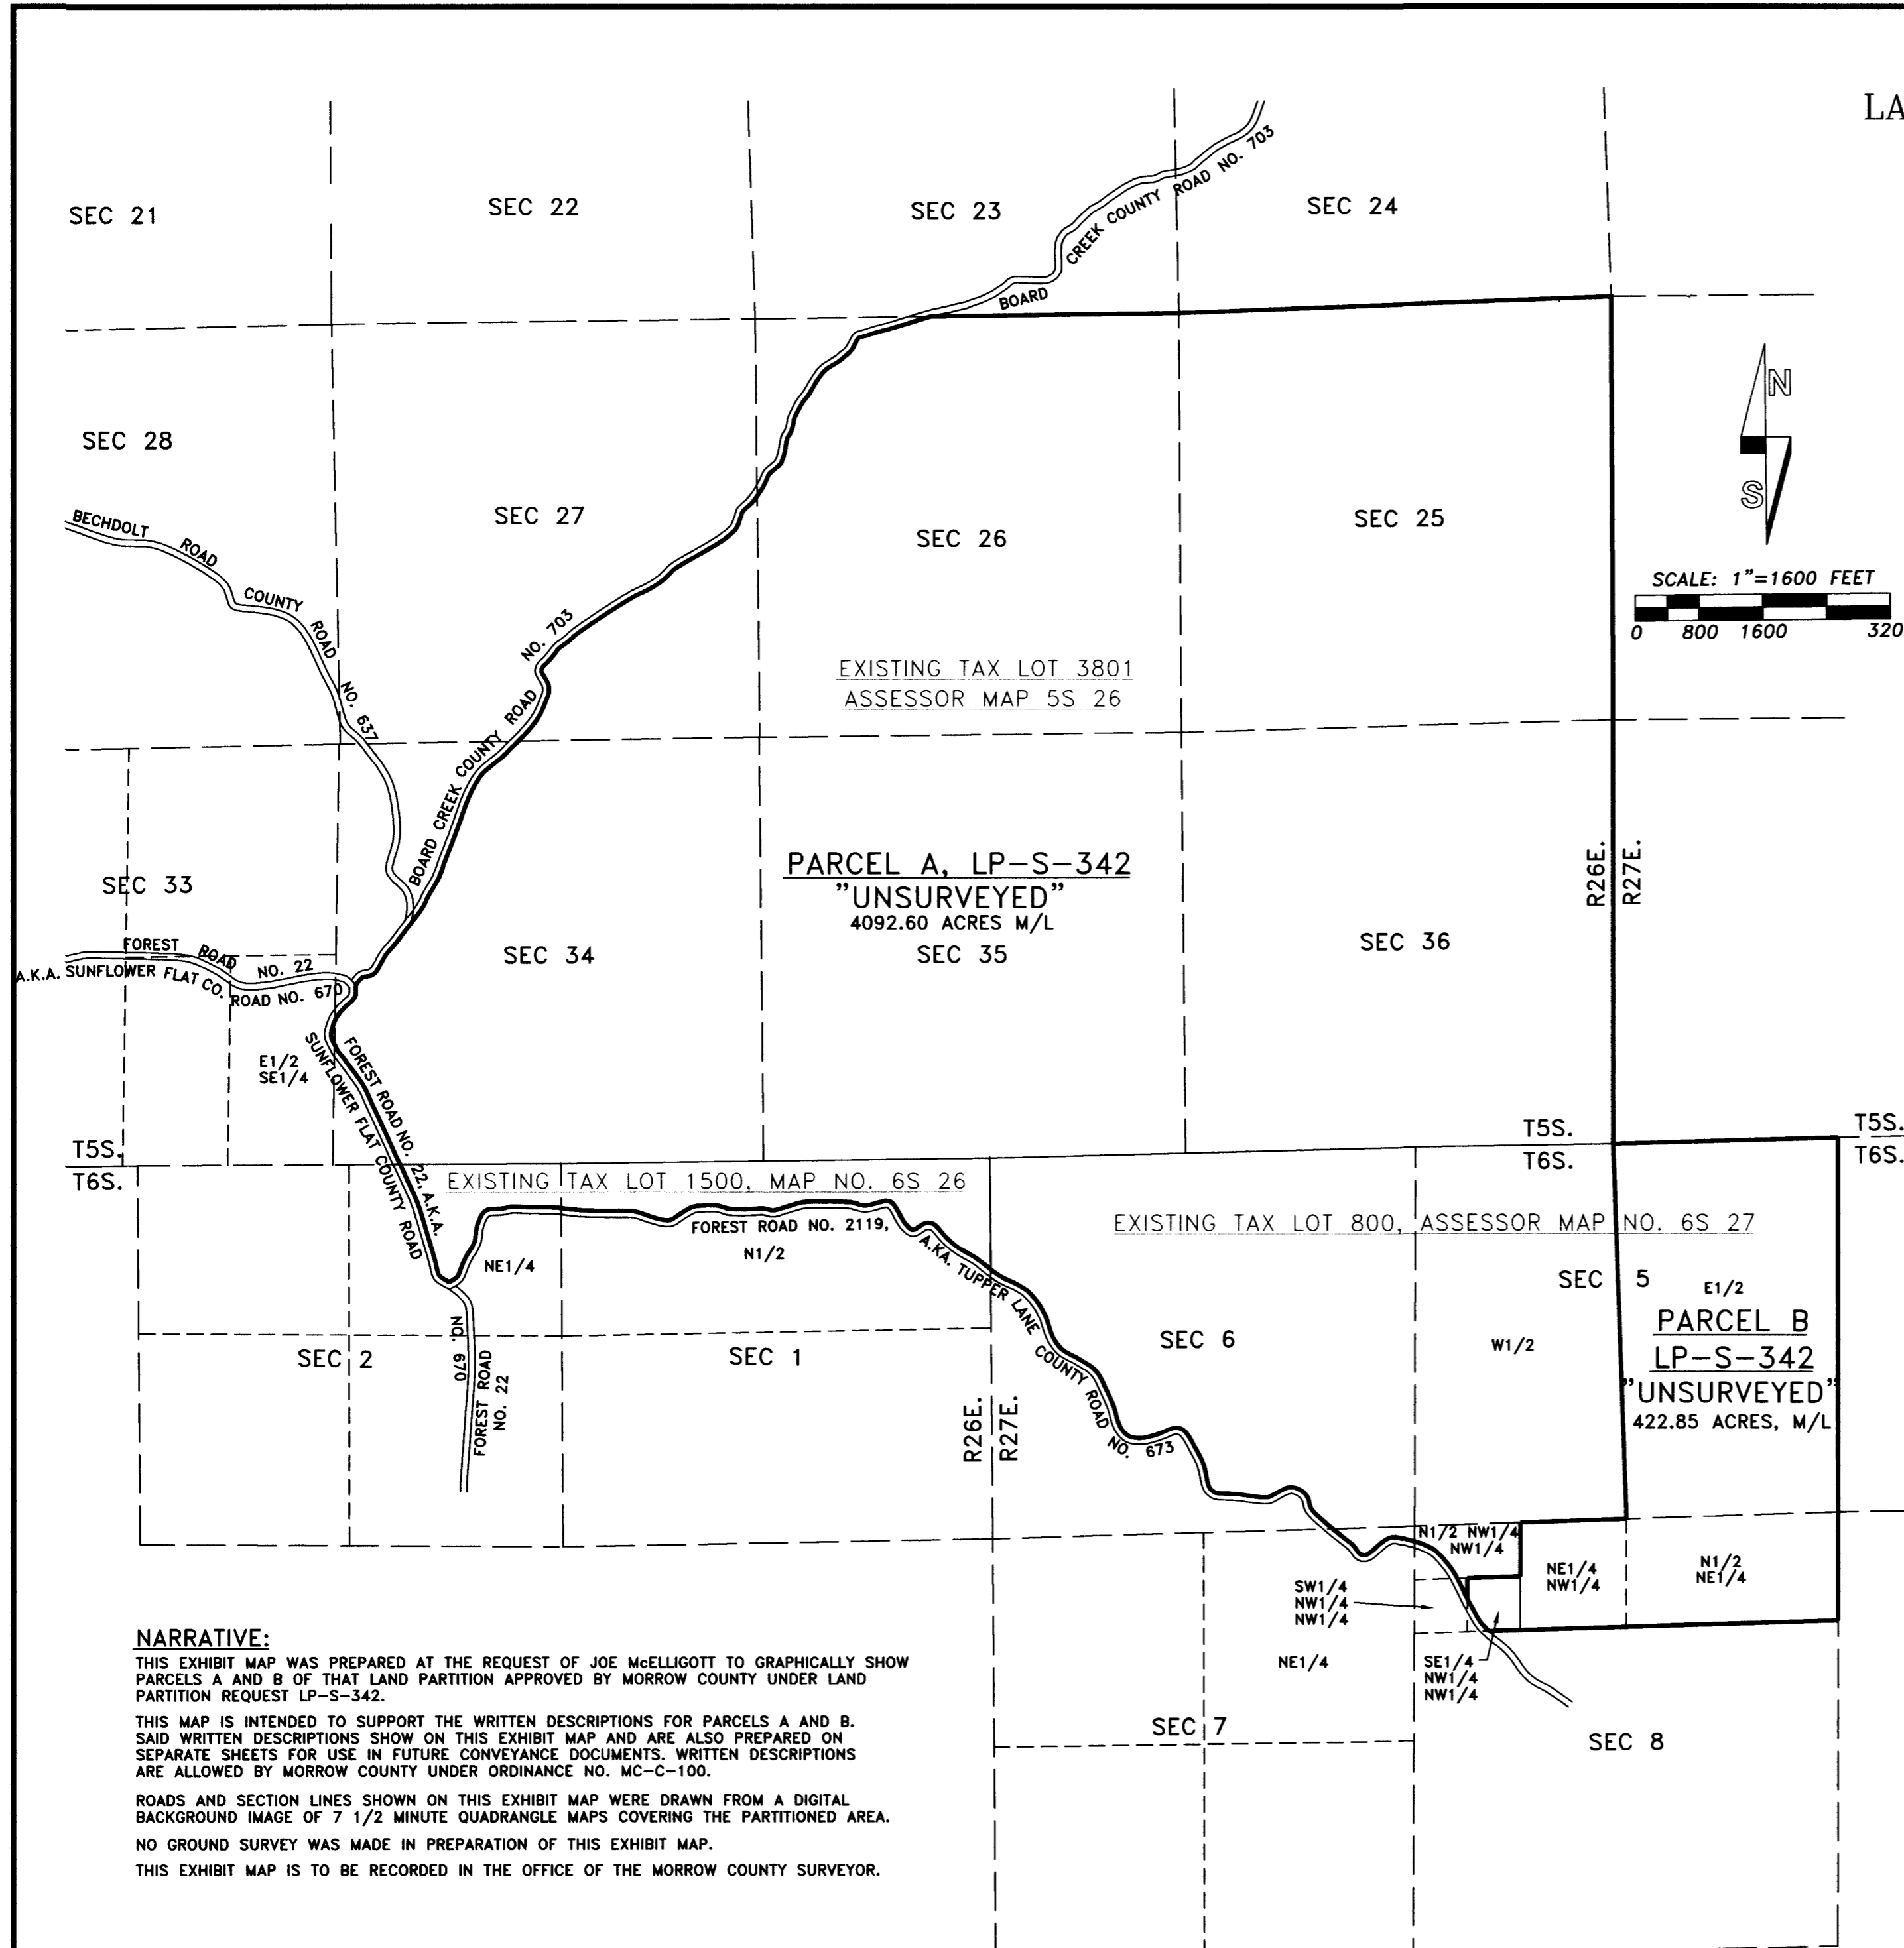 LA
SEC 21
SEC 22
SEC 23
SEC 24
BOARD CREEK COUNTY ROAD NO. 703
N
S
SCALE: 1"=1600 FEET
0 800 1600 320
SEC 28
SEC 27
SEC 26
SEC 25
BECHDOLT ROAD COUNTY ROAD NO. 637
BOARD CREEK COUNTY ROAD NO. 703
EXISTING TAX LOT 3801
ASSESSOR MAP 5S 26
PARCEL A, LP-S-342
"UNSURVEYED"
4092.60 ACRES M/L
R26E.
R27E.
SEC 33
SEC 34
SEC 35
SEC 36
FOREST ROAD NO. 22
A.K.A. SUNFLOWER FLAT CO. ROAD NO. 670
E1/2
SE1/4
FOREST ROAD NO. 22, A.K.A.
SUNFLOWER FLAT COUNTY ROAD
NO. 670
T5S.
T6S.
T5S.
T6S.
T5S.
T6S.
EXISTING TAX LOT 1500, MAP NO. 6S 26
EXISTING TAX LOT 800, ASSESSOR MAP NO. 6S 27
FOREST ROAD NO. 2119,
A.KA. TUPPER LANE COUNTY ROAD NO. 673
NE1/4
N1/2
SEC 5
E1/2
PARCEL B
LP-S-342
"UNSURVEYED"
422.85 ACRES, M/L
W1/2
SEC 2
SEC 1
SEC 6
FOREST ROAD
NO. 22
R26E.
R27E.
N1/2 NW1/4
NW1/4
NE1/4
NW1/4
N1/2
NE1/4
SW1/4
NW1/4
NW1/4
NE1/4
SE1/4
NW1/4
NW1/4
SEC 7
SEC 8
NARRATIVE:
THIS EXHIBIT MAP WAS PREPARED AT THE REQUEST OF JOE McELLIGOTT TO GRAPHICALLY SHOW
PARCELS A AND B OF THAT LAND PARTITION APPROVED BY MORROW COUNTY UNDER LAND
PARTITION REQUEST LP-S-342.
THIS MAP IS INTENDED TO SUPPORT THE WRITTEN DESCRIPTIONS FOR PARCELS A AND B.
SAID WRITTEN DESCRIPTIONS SHOW ON THIS EXHIBIT MAP AND ARE ALSO PREPARED ON
SEPARATE SHEETS FOR USE IN FUTURE CONVEYANCE DOCUMENTS. WRITTEN DESCRIPTIONS
ARE ALLOWED BY MORROW COUNTY UNDER ORDINANCE NO. MC-C-100.
ROADS AND SECTION LINES SHOWN ON THIS EXHIBIT MAP WERE DRAWN FROM A DIGITAL
BACKGROUND IMAGE OF 7 1/2 MINUTE QUADRANGLE MAPS COVERING THE PARTITIONED AREA.
NO GROUND SURVEY WAS MADE IN PREPARATION OF THIS EXHIBIT MAP.
THIS EXHIBIT MAP IS TO BE RECORDED IN THE OFFICE OF THE MORROW COUNTY SURVEYOR.